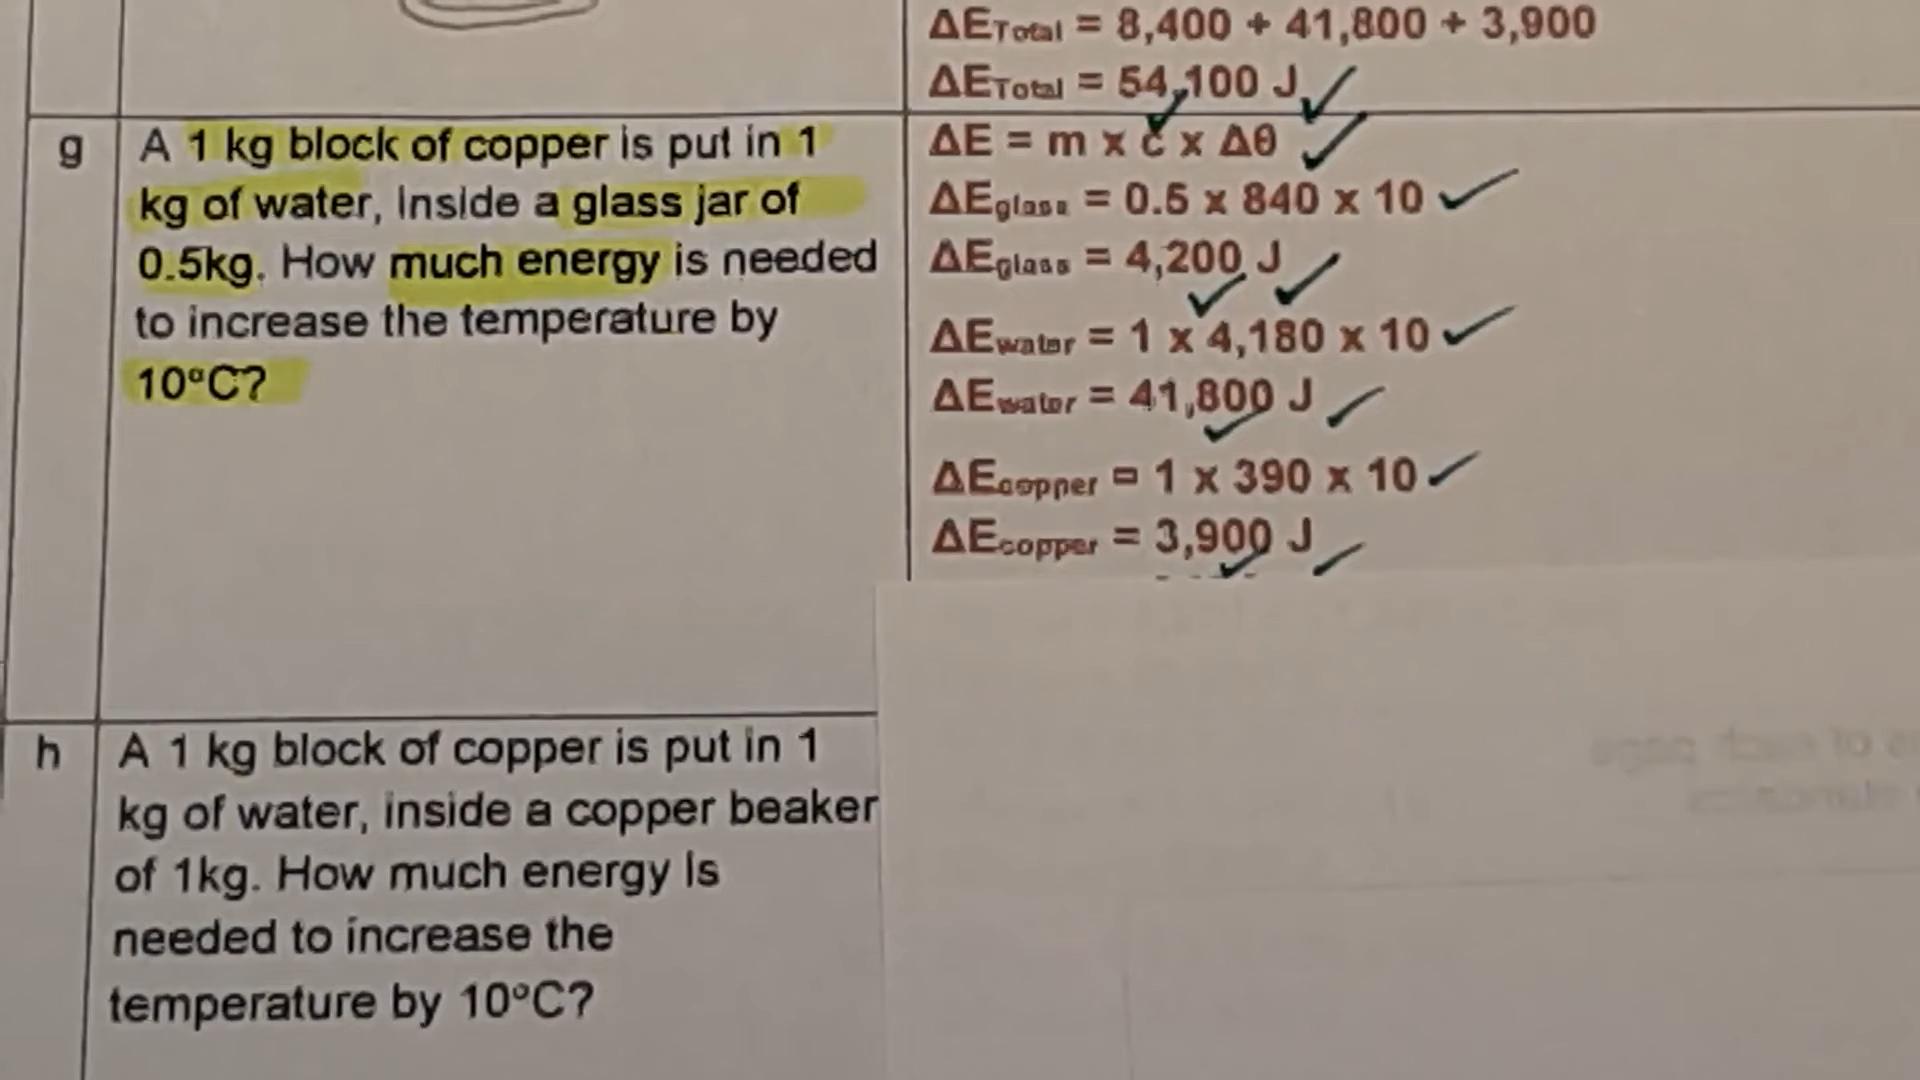 ΔETotal = 8,400 + 41,800 + 3,900
ΔETotal = 54,100 J
g
A 1 kg block of copper is put in 1
kg of water, inside a glass jar of
0.5kg. How much energy is needed
to increase the temperature by
10°C?
ΔE = m x c x Δθ
ΔEglass = 0.5 x 840 x 10
ΔEglass = 4,200 J
ΔEwater = 1 x 4,180 x 10
ΔEwater = 41,800 J
ΔEcopper = 1 x 390 x 10
ΔEcopper = 3,900 J
h
A 1 kg block of copper is put in 1
kg of water, inside a copper beaker
of 1kg. How much energy is
needed to increase the
temperature by 10°C?